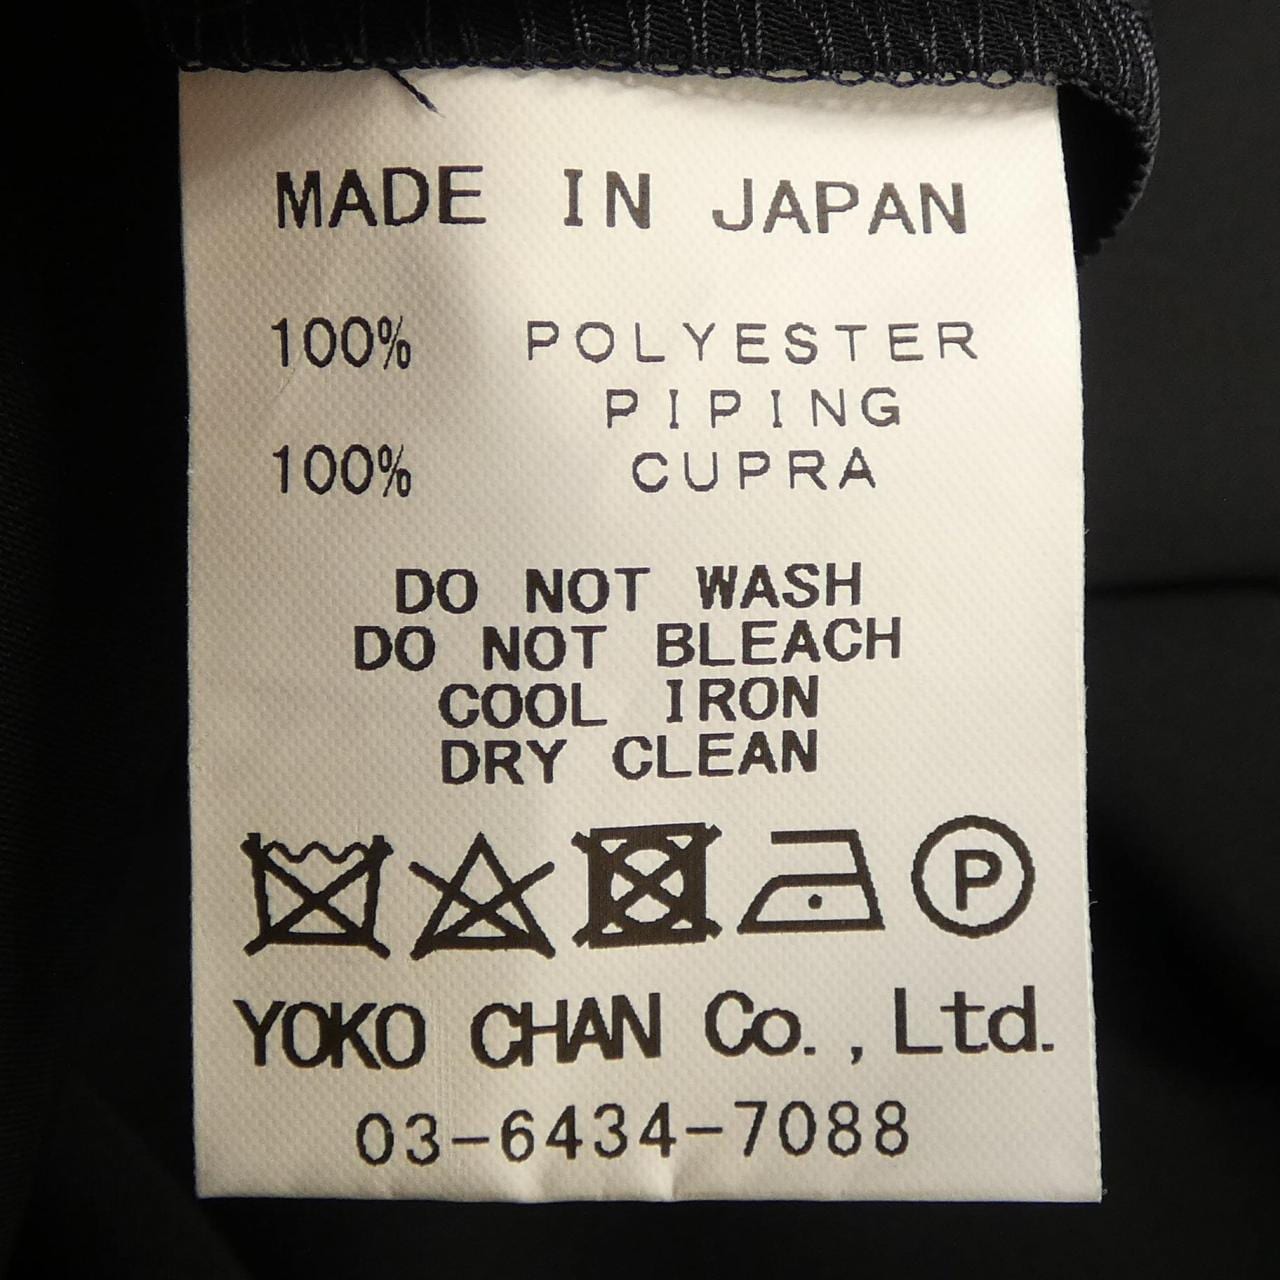 MADE IN JAPAN
100% POLYESTER
PIPING
100% CUPRA
DO NOT WASH
DO NOT BLEACH
COOL IRON
DRY CLEAN
P
YOKO CHAN Co., Ltd.
03-6434-7088